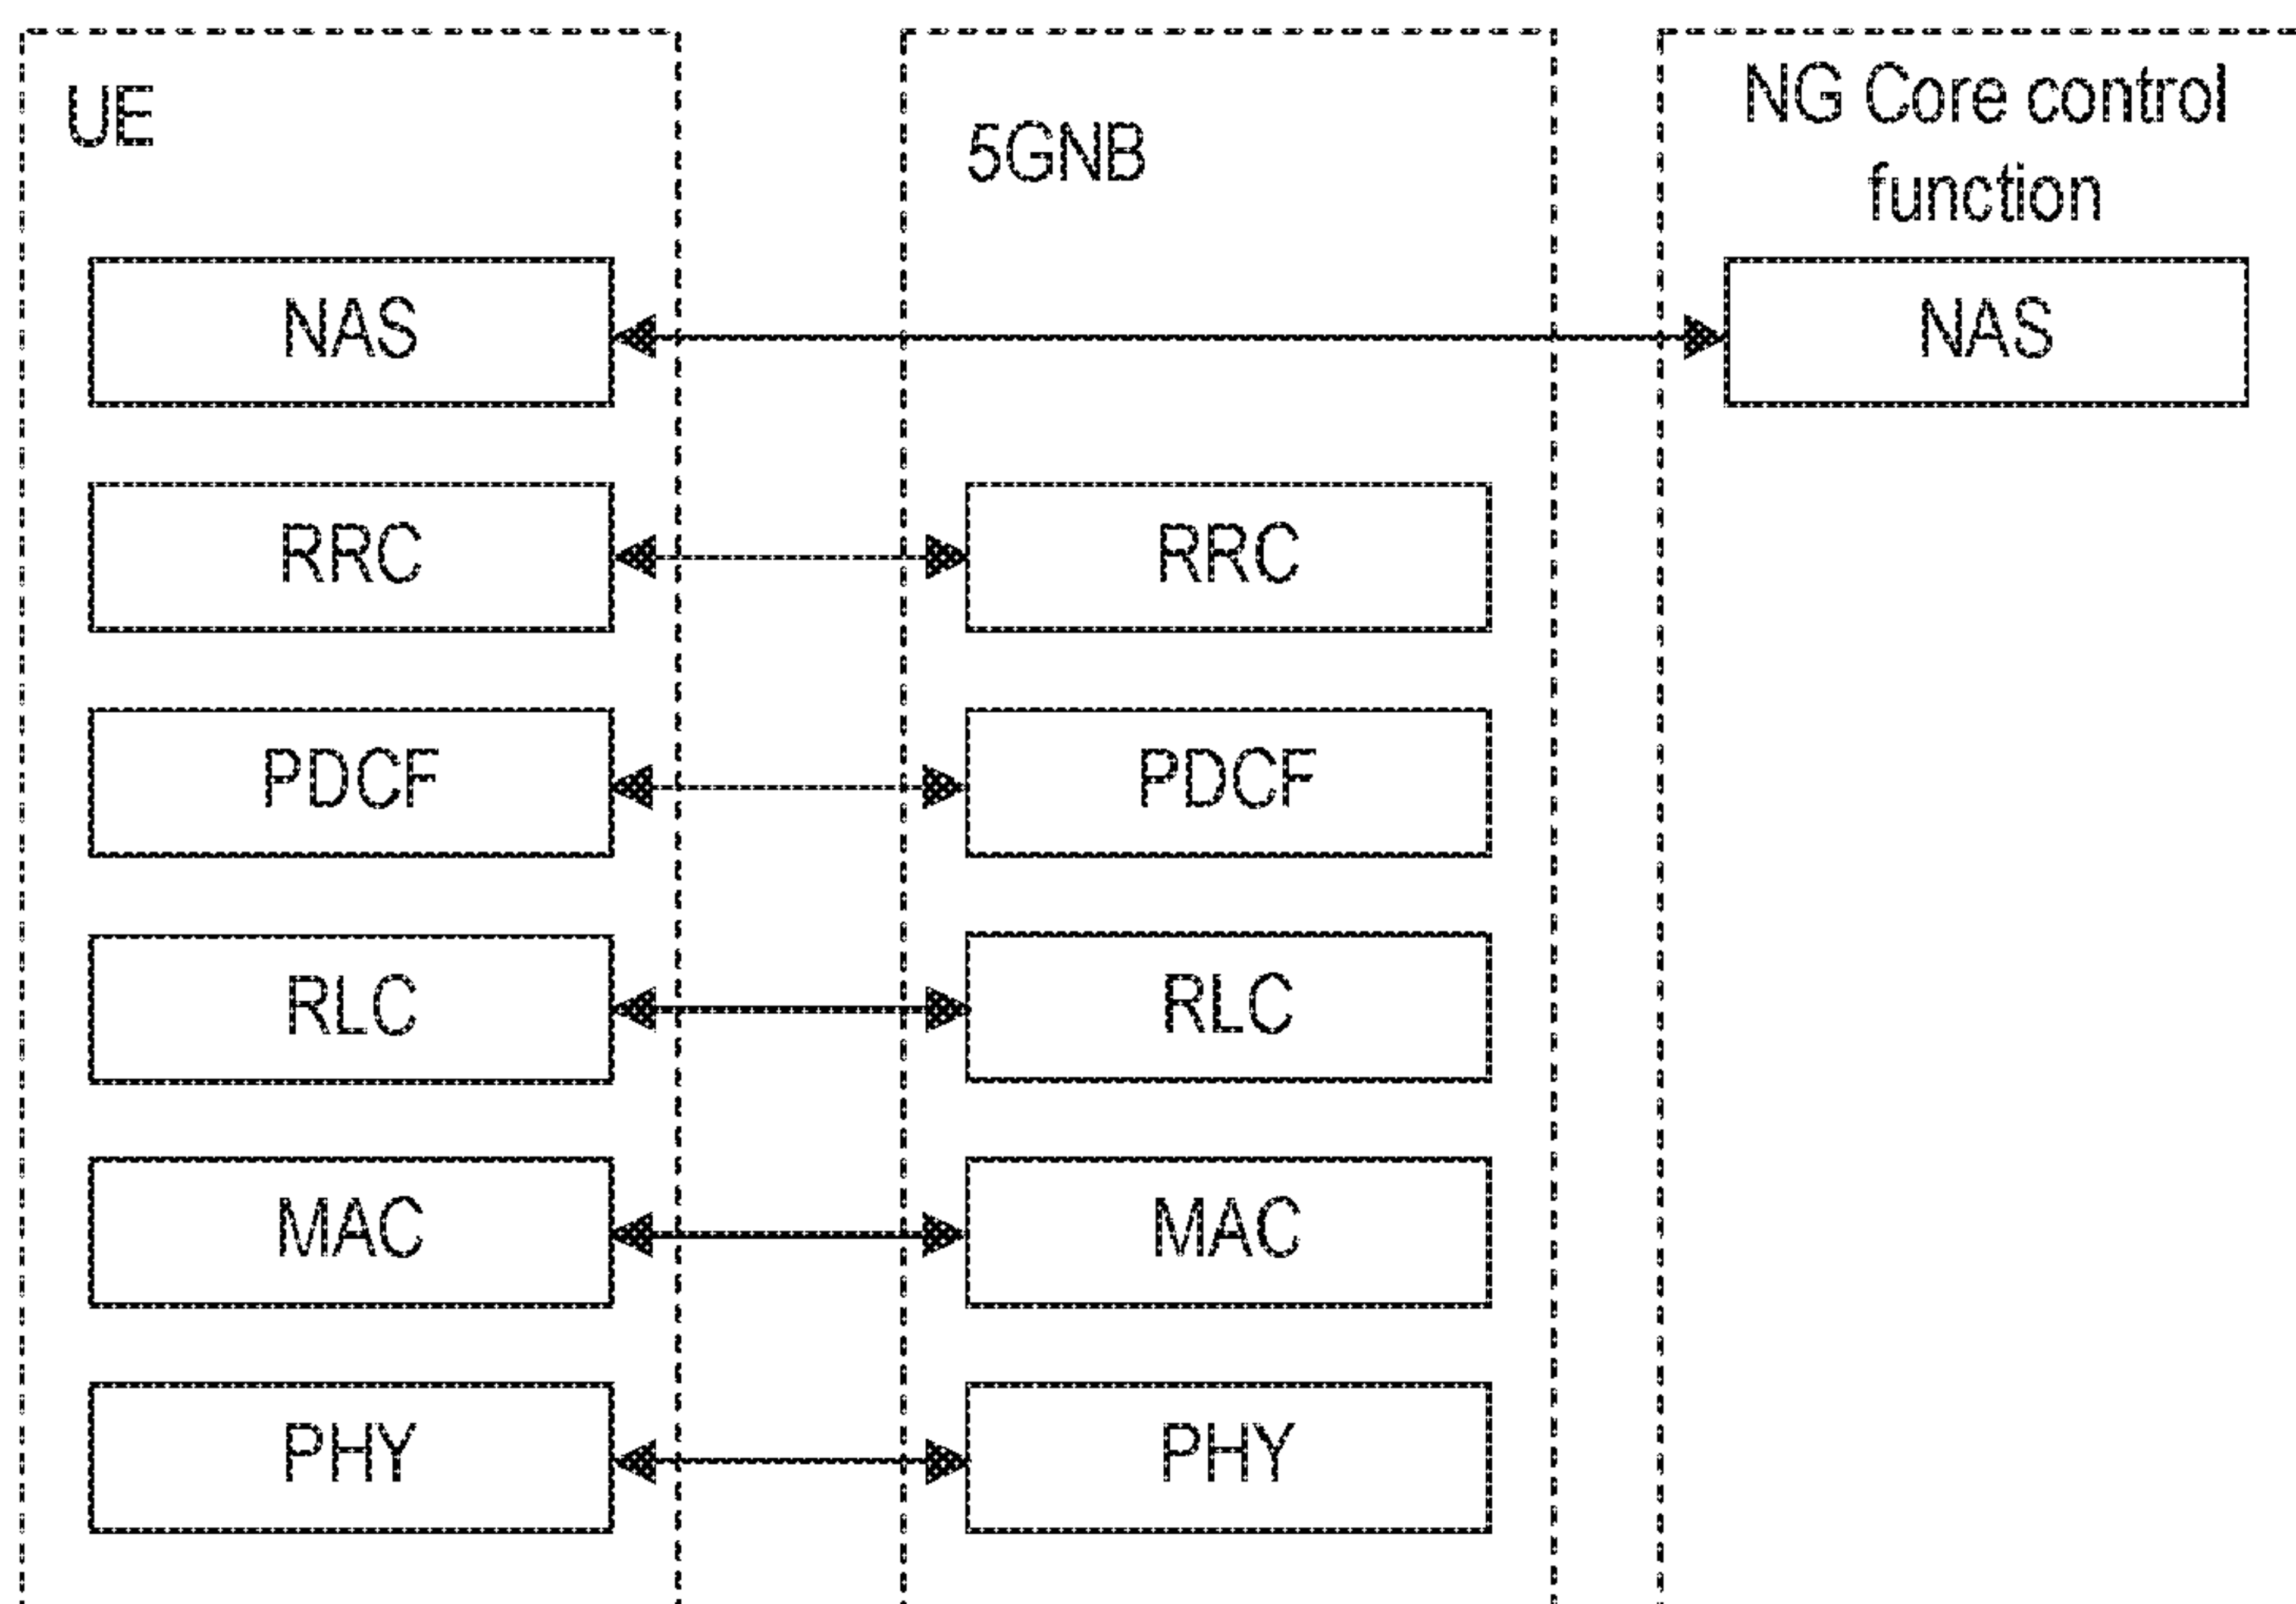 UE
5GNB
NG Core control
function
NAS
NAS
RRC
RRC
PDCF
PDCF
RLC
RLC
MAC
MAC
PHY
PHY